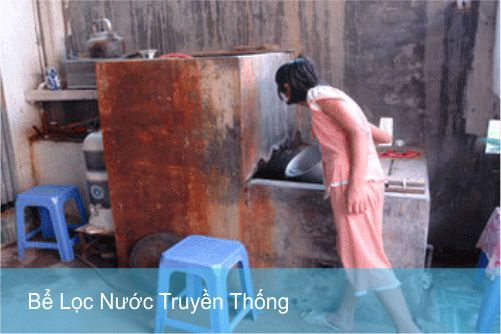 Bể Lọc Nước Truyền Thống